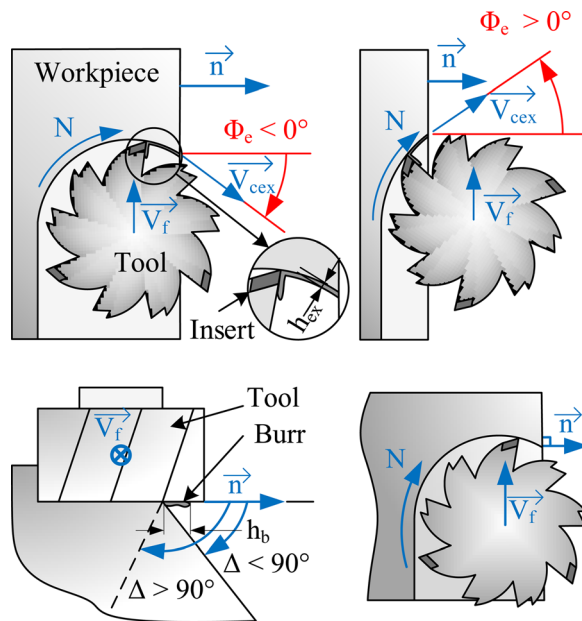 Workpiece
n
N
Φe < 0°
Vcex
Vf
Tool
Insert
hex
Φe > 0°
n
Vcex
N
Vf
Tool
Vf
Burr
n
hb
Δ < 90°
Δ > 90°
n
N
Vf